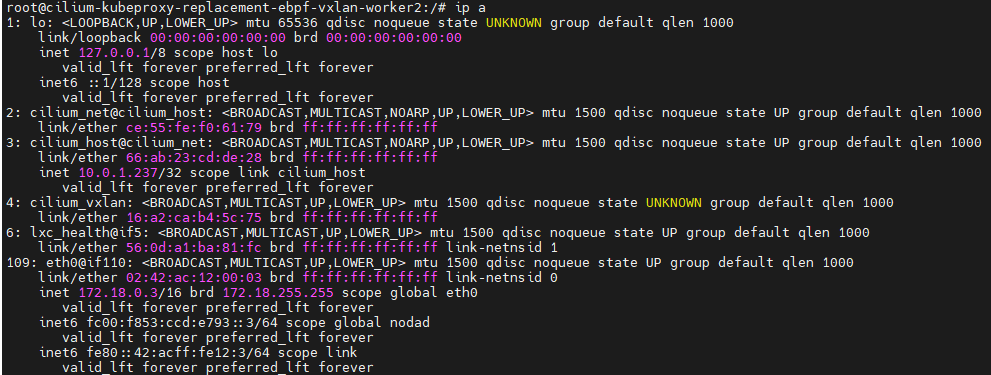 root@cilium-kubeproxy-replacement-ebpf-vxlan-worker2:/# ip a
1: lo: <LOOPBACK,UP,LOWER_UP> mtu 65536 qdisc noqueue state UNKNOWN group default qlen 1000
link/loopback 00:00:00:00:00:00 brd 00:00:00:00:00:00
inet 127.0.0.1/8 scope host lo
valid_lft forever preferred_lft forever
inet6 ::1/128 scope host
valid_lft forever preferred_lft forever
2: cilium_net@cilium_host: <BROADCAST,MULTICAST,NOARP,UP,LOWER_UP> mtu 1500 qdisc noqueue state UP group default qlen 1000
link/ether ce:55:fe:f0:61:79 brd ff:ff:ff:ff:ff:ff
3: cilium_host@cilium_net: <BROADCAST,MULTICAST,NOARP,UP,LOWER_UP> mtu 1500 qdisc noqueue state UP group default qlen 1000
link/ether 66:ab:23:cd:de:28 brd ff:ff:ff:ff:ff:ff
inet 10.0.1.237/32 scope link cilium_host
valid_lft forever preferred_lft forever
4: cilium_vxlan: <BROADCAST,MULTICAST,UP,LOWER_UP> mtu 1500 qdisc noqueue state UNKNOWN group default qlen 1000
link/ether 16:a2:ca:b4:5c:75 brd ff:ff:ff:ff:ff:ff
6: lxc_health@if5: <BROADCAST,MULTICAST,UP,LOWER_UP> mtu 1500 qdisc noqueue state UP group default qlen 1000
link/ether 56:0d:a1:ba:81:fc brd ff:ff:ff:ff:ff:ff link-netnsid 1
109: eth0@if110: <BROADCAST,MULTICAST,UP,LOWER_UP> mtu 1500 qdisc noqueue state UP group default qlen 1000
link/ether 02:42:ac:12:00:03 brd ff:ff:ff:ff:ff:ff link-netnsid 0
inet 172.18.0.3/16 brd 172.18.255.255 scope global eth0
valid_lft forever preferred_lft forever
inet6 fc00:f853:ccd:e793::3/64 scope global nodad
valid_lft forever preferred_lft forever
inet6 fe80::42:acff:fe12:3/64 scope link
valid_lft forever preferred_lft forever